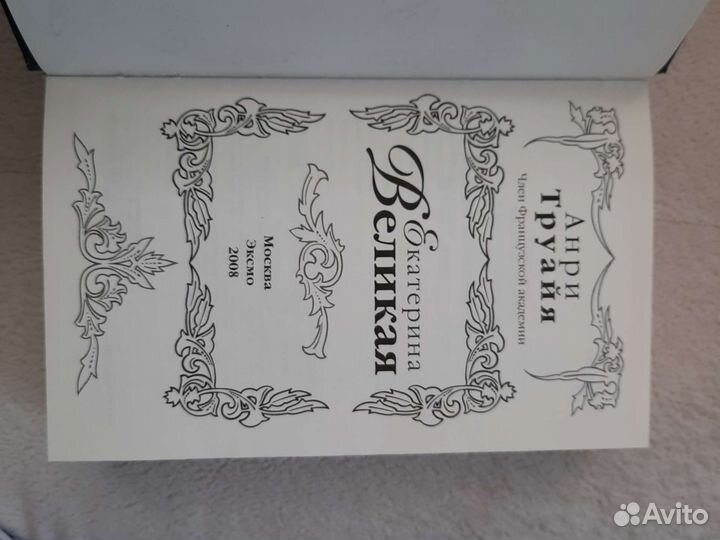 Анри
Труайя
Член Французской академии
Екатерина
Великая
Москва
Эксмо
2008
Avito